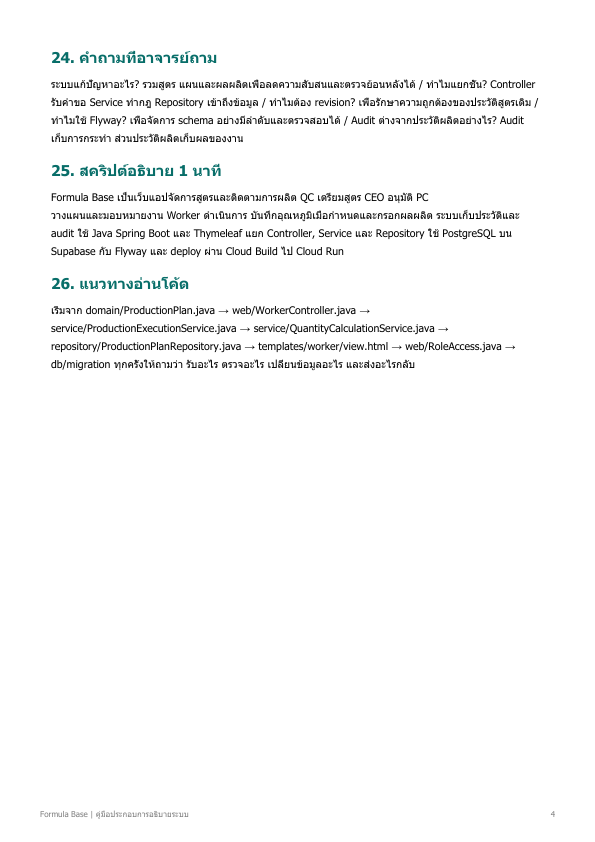 24. คำถามที่อาจารย์ถาม
ระบบแก้ปัญหาอะไร? รวมสูตร แผนและผลผลิตเพื่อลดความสับสนและตรวจย้อนหลังได้ / ทำไมแยกชั้น? Controller
รับคำขอ Service ทำกฎ Repository เข้าถึงข้อมูล / ทำไมต้อง revision? เพื่อรักษาความถูกต้องของประวัติสูตรเดิม /
ทำไมใช้ Flyway? เพื่อจัดการ schema อย่างมีลำดับและตรวจสอบได้ / Audit ต่างจากประวัติผลิตอย่างไร? Audit
เก็บการกระทำ ส่วนประวัติผลิตเก็บผลของงาน
25. สคริปต์อธิบาย 1 นาที
Formula Base เป็นเว็บแอปจัดการสูตรและติดตามการผลิต QC เตรียมสูตร CEO อนุมัติ PC
วางแผนและมอบหมายงาน Worker ดำเนินการ บันทึกอุณหภูมิเมื่อกำหนดและกรอกผลผลิต ระบบเก็บประวัติและ
audit ใช้ Java Spring Boot และ Thymeleaf แยก Controller, Service และ Repository ใช้ PostgreSQL บน
Supabase กับ Flyway และ deploy ผ่าน Cloud Build ไป Cloud Run
26. แนวทางอ่านโค้ด
เริ่มจาก domain/ProductionPlan.java → web/WorkerController.java →
service/ProductionExecutionService.java → service/QuantityCalculationService.java →
repository/ProductionPlanRepository.java → templates/worker/view.html → web/RoleAccess.java →
db/migration ทุกครั้งให้ถามว่า รับอะไร ตรวจอะไร เปลี่ยนข้อมูลอะไร และส่งอะไรกลับ
Formula Base | คู่มือประกอบการอธิบายระบบ
4